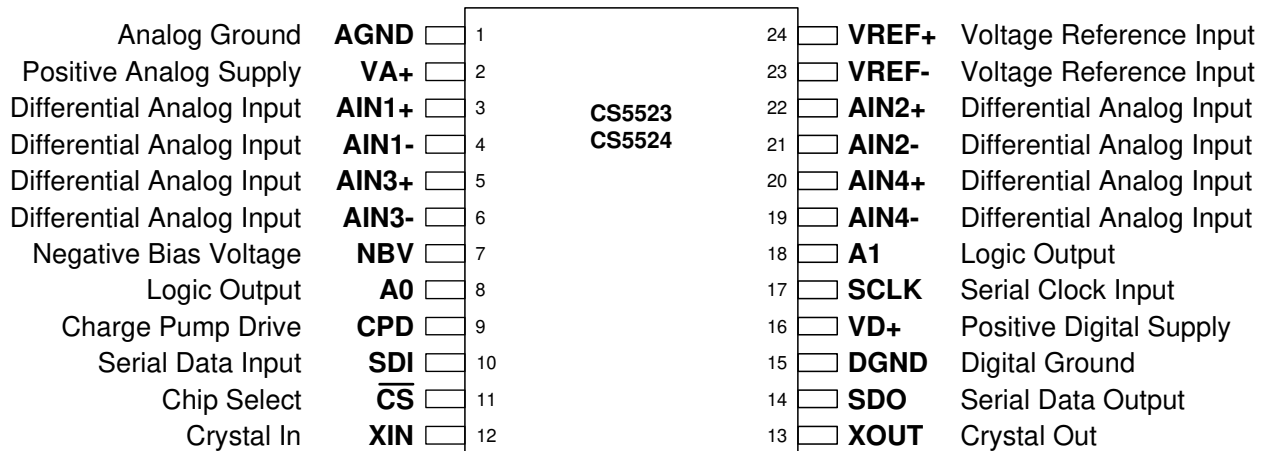 Analog Ground AGND 1 24 VREF+ Voltage Reference Input
Positive Analog Supply VA+ 2 23 VREF- Voltage Reference Input
Differential Analog Input AIN1+ 3 CS5523 22 AIN2+ Differential Analog Input
Differential Analog Input AIN1- 4 CS5524 21 AIN2- Differential Analog Input
Differential Analog Input AIN3+ 5 20 AIN4+ Differential Analog Input
Differential Analog Input AIN3- 6 19 AIN4- Differential Analog Input
Negative Bias Voltage NBV 7 18 A1 Logic Output
Logic Output A0 8 17 SCLK Serial Clock Input
Charge Pump Drive CPD 9 16 VD+ Positive Digital Supply
Serial Data Input SDI 10 15 DGND Digital Ground
Chip Select C̅S̅ 11 14 SDO Serial Data Output
Crystal In XIN 12 13 XOUT Crystal Out